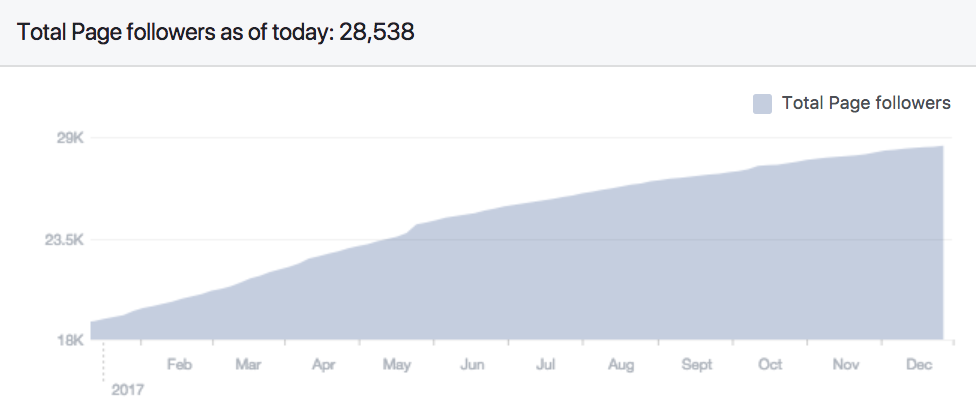 Total Page followers as of today: 28,538
Total Page followers
29K
23.5K
18K
Feb Mar Apr May Jun Jul Aug Sept Oct Nov Dec
2017